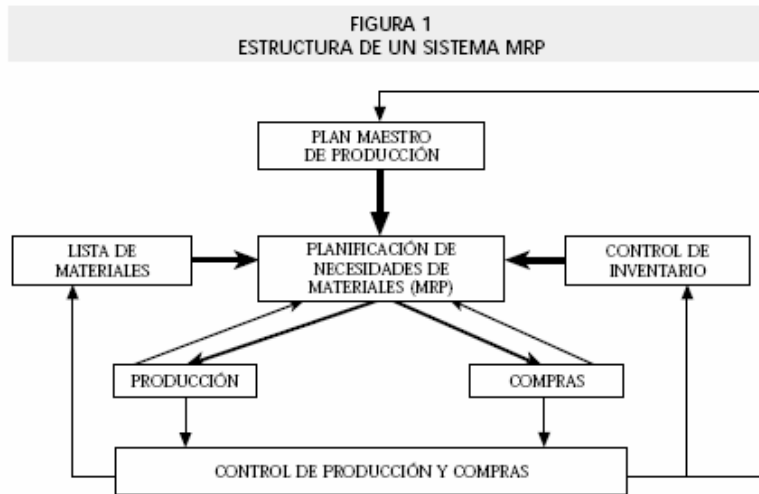 FIGURA 1
ESTRUCTURA DE UN SISTEMA MRP
PLAN MAESTRO
DE PRODUCCIÓN
LISTA DE
MATERIALES
PLANIFICACIÓN DE
NECESIDADES DE
MATERIALES (MRP)
CONTROL DE
INVENTARIO
PRODUCCIÓN
COMPRAS
CONTROL DE PRODUCCIÓN Y COMPRAS